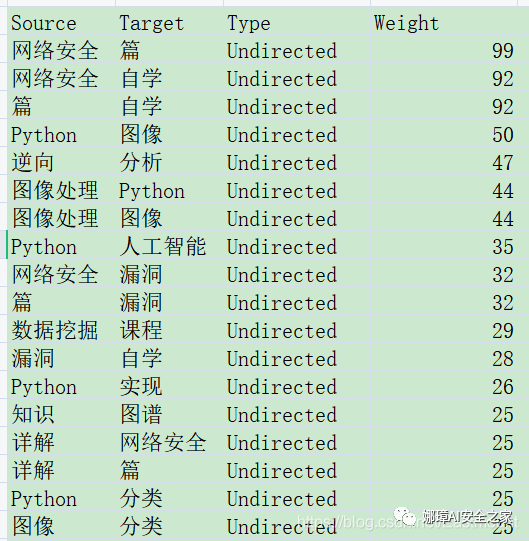 Source Target Type Weight
网络安全 篇 Undirected 99
网络安全 自学 Undirected 92
篇 自学 Undirected 92
Python 图像 Undirected 50
逆向 分析 Undirected 47
图像处理 Python Undirected 44
图像处理 图像 Undirected 44
Python 人工智能 Undirected 35
网络安全 漏洞 Undirected 32
篇 漏洞 Undirected 32
数据挖掘 课程 Undirected 29
漏洞 自学 Undirected 28
Python 实现 Undirected 26
知识 图谱 Undirected 25
详解 网络安全 Undirected 25
详解 篇 Undirected 25
Python 分类 Undirected 25
图像 分类 Undirected 25
娜璋AI安全之家